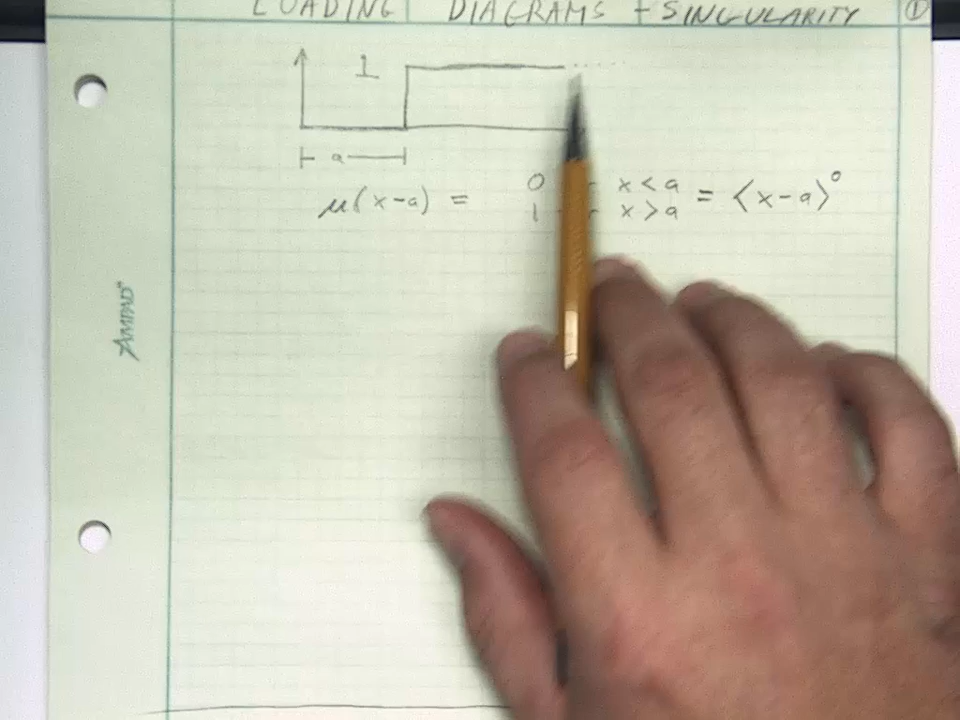 LOADING DIAGRAMS + SINGULARITY ①
1
a
μ(x-a) = 0 x<a = ⟨x-a⟩⁰
1 x>a
AMPAD